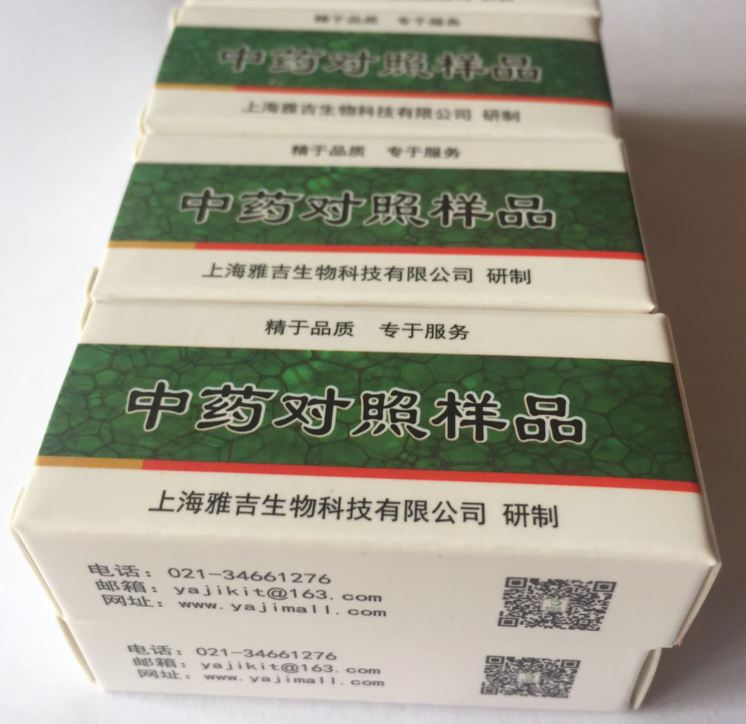 精于品质 专于服务
中药对照样品
上海雅吉生物科技有限公司 研制
精于品质 专于服务
中药对照样品
上海雅吉生物科技有限公司 研制
精于品质 专于服务
中药对照样品
上海雅吉生物科技有限公司 研制
电话：021-34661276
邮箱：yajikit@163.com
网址：www.yajimall.com
电话：021-34661276
邮箱：yajikit@163.com
网址：www.yajimall.com